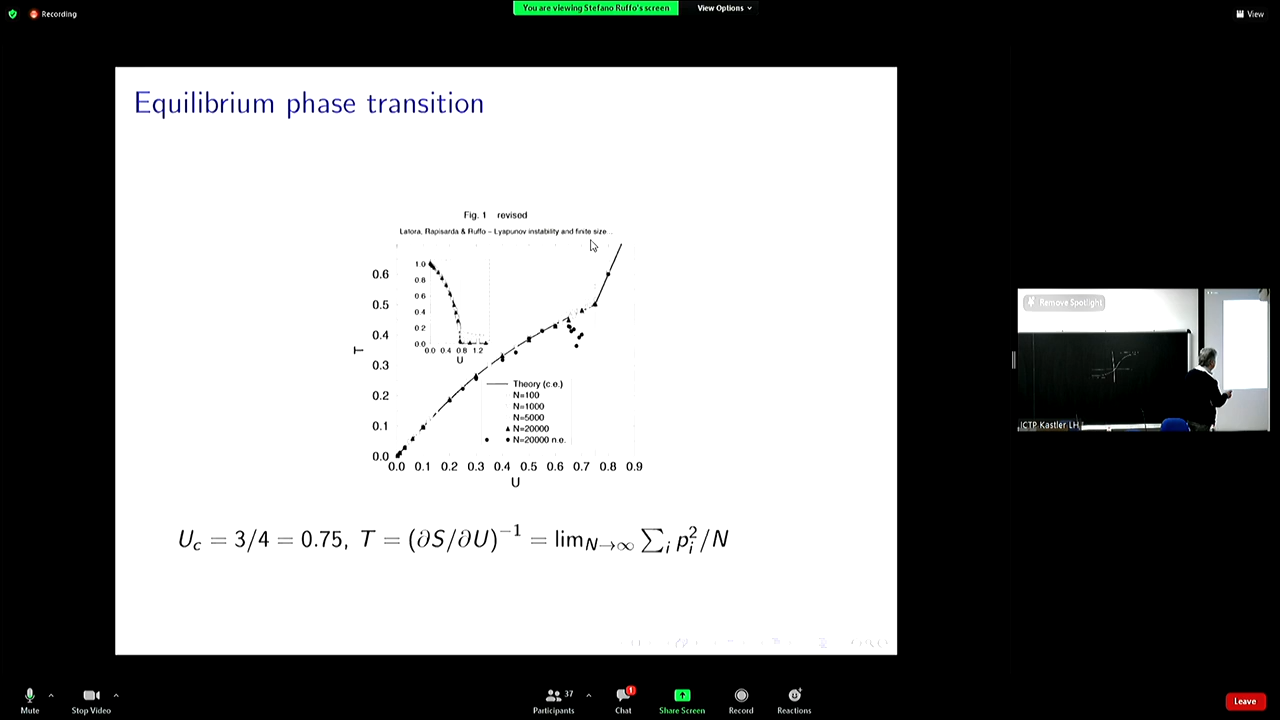 Recording
You are viewing Stefano Ruffo's screen
View Options
View
Equilibrium phase transition
Fig. 1 revised
Latora, Rapisarda & Ruffo – Lyapunov instability and finite size...
0.6
0.5
0.4
0.3
0.2
0.1
0.0
T
1.0
0.8
0.6
0.4
0.2
0.0
0.0 0.4 0.8 1.2
U
Theory (c.e.)
N=100
N=1000
N=5000
N=20000
N=20000 n.e.
0.0 0.1 0.2 0.3 0.4 0.5 0.6 0.7 0.8 0.9
U
U_c = 3/4 = 0.75, T = (∂S/∂U)^{-1} = lim_{N→∞} ∑_i p_i^2/N
Remove Spotlight
ICTP Kastler LH
Mute
Stop Video
37
Participants
1
Chat
Share Screen
Record
Reactions
Leave